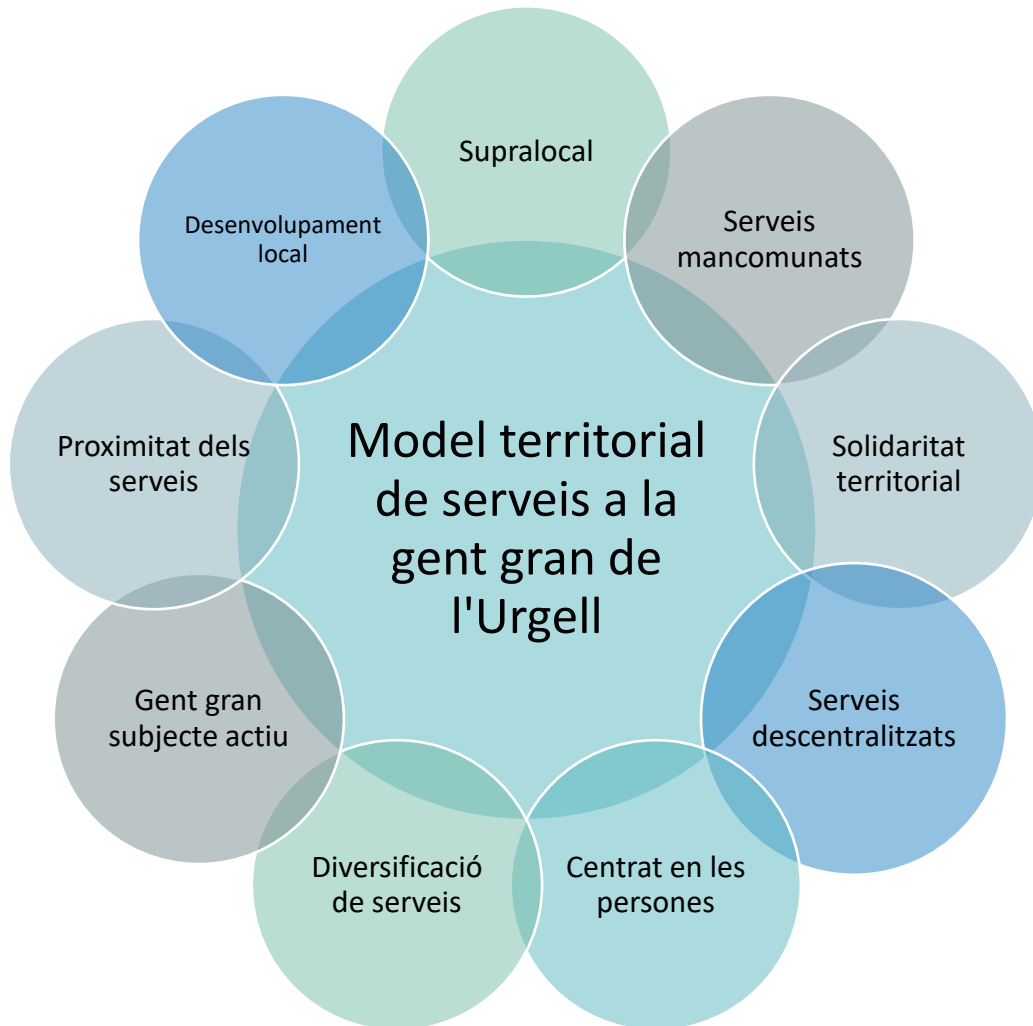 Supralocal
Serveis
mancomunats
Solidaritat
territorial
Serveis
descentralitzats
Centrat en les
persones
Diversificació
de serveis
Gent gran
subjecte actiu
Proximitat dels
serveis
Desenvolupament
local
Model territorial
de serveis a la
gent gran de
l'Urgell